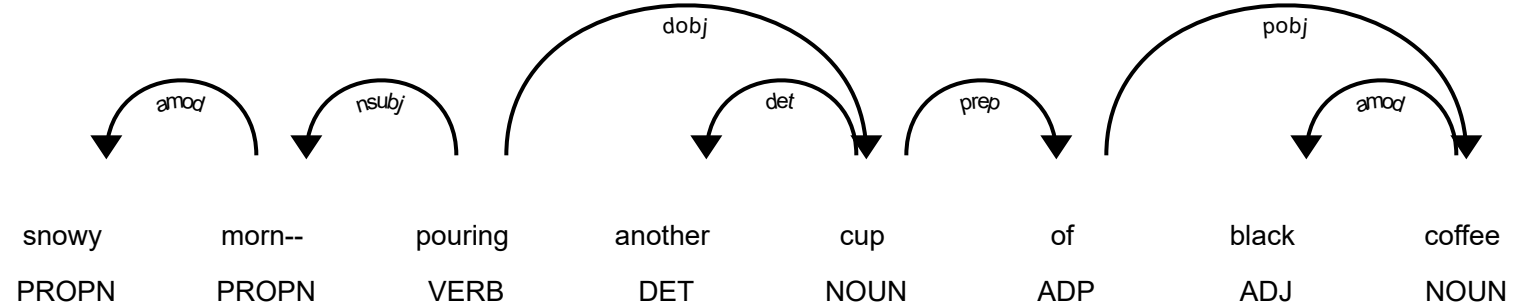 dobj pobj
amod nsubj det prep amod
snowy morn-- pouring another cup of black coffee
PROPN PROPN VERB DET NOUN ADP ADJ NOUN